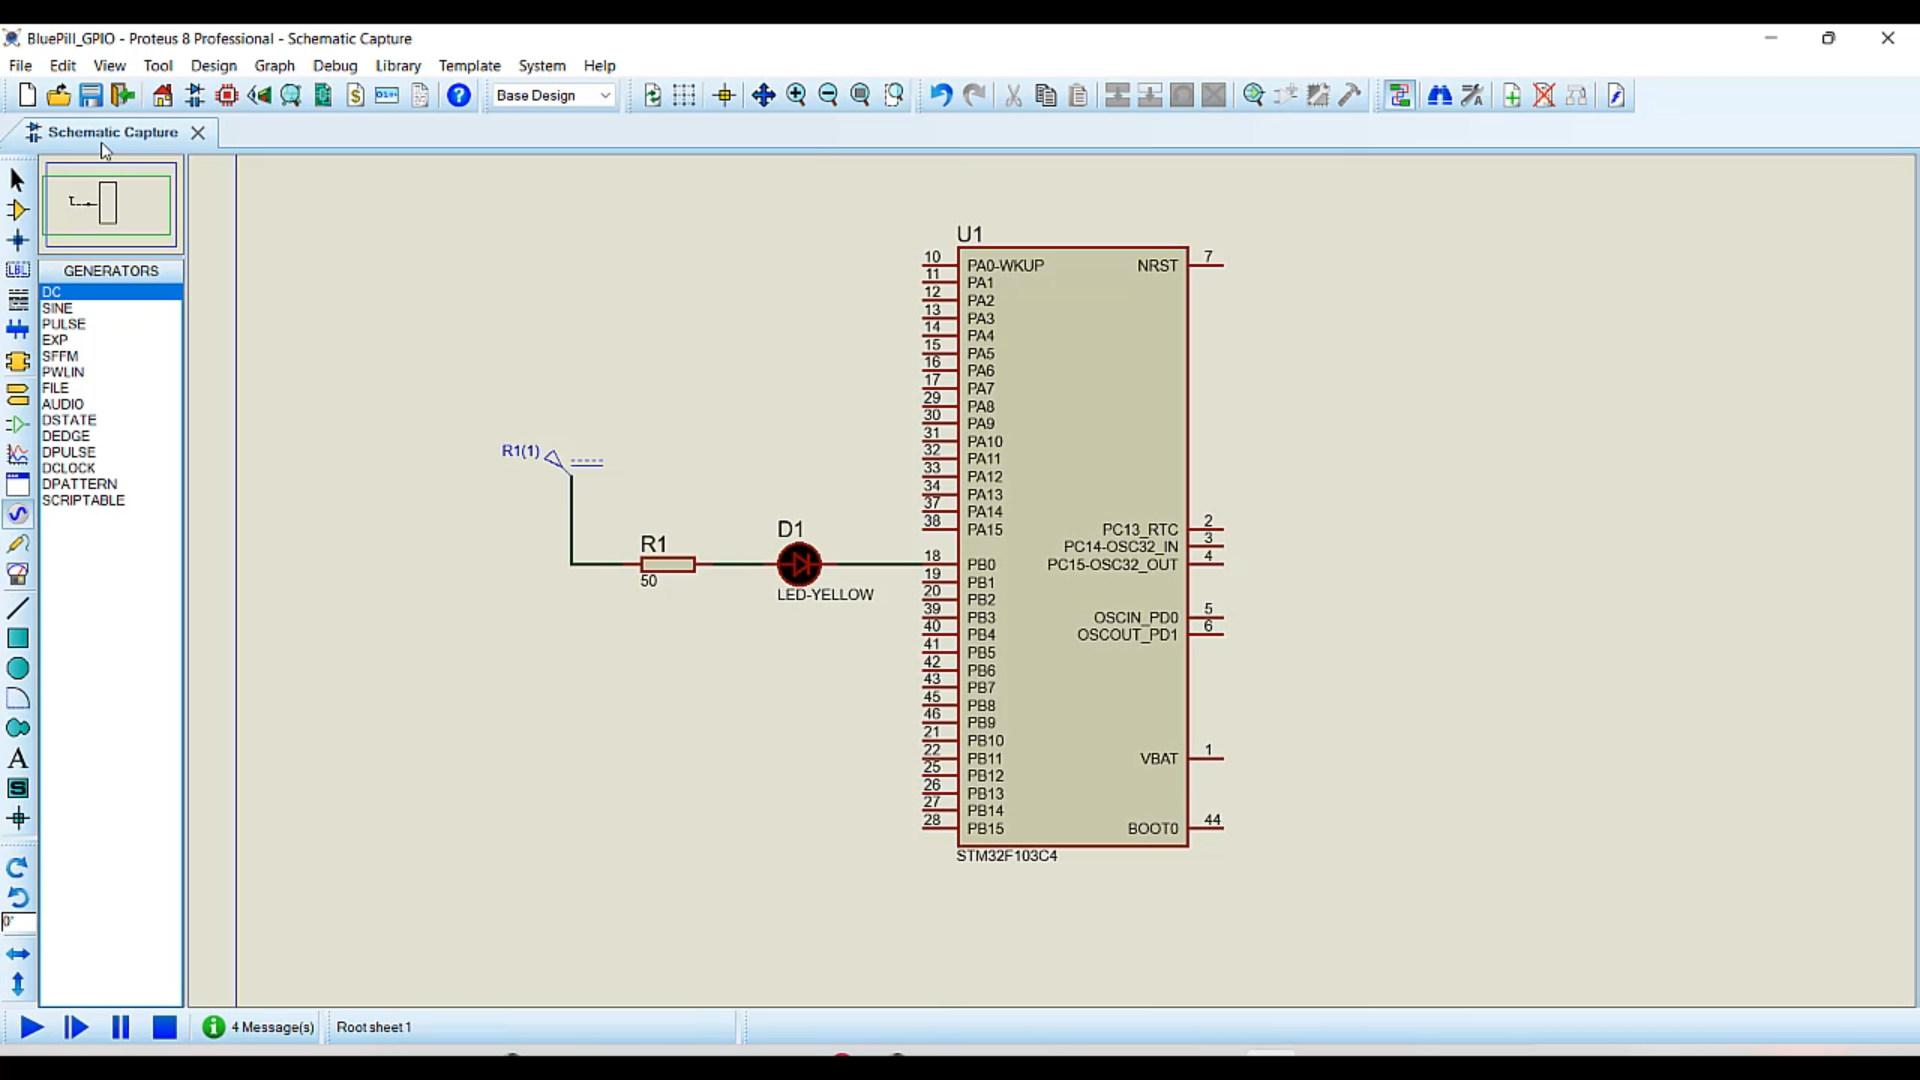 BluePill_GPIO - Proteus 8 Professional - Schematic Capture
File Edit View Tool Design Graph Debug Library Template System Help
Base Design
Schematic Capture
LBL
GENERATORS
DC
SINE
PULSE
EXP
SFFM
PWLIN
FILE
AUDIO
DSTATE
DEDGE
DPULSE
DCLOCK
DPATTERN
SCRIPTABLE
A
S
R1(1)
R1
50
D1
LED-YELLOW
U1
10 PA0-WKUP NRST 7
11 PA1
12 PA2
13 PA3
14 PA4
15 PA5
16 PA6
17 PA7
29 PA8
30 PA9
31 PA10
32 PA11
33 PA12
34 PA13
37 PA14
38 PA15 PC13_RTC 2
PC14-OSC32_IN 3
18 PB0 PC15-OSC32_OUT 4
19 PB1
20 PB2
39 PB3 OSCIN_PD0 5
40 PB4 OSCOUT_PD1 6
41 PB5
42 PB6
43 PB7
45 PB8
46 PB9
21 PB10
22 PB11 VBAT 1
25 PB12
26 PB13
27 PB14
28 PB15 BOOT0 44
STM32F103C4
4 Message(s) Root sheet 1